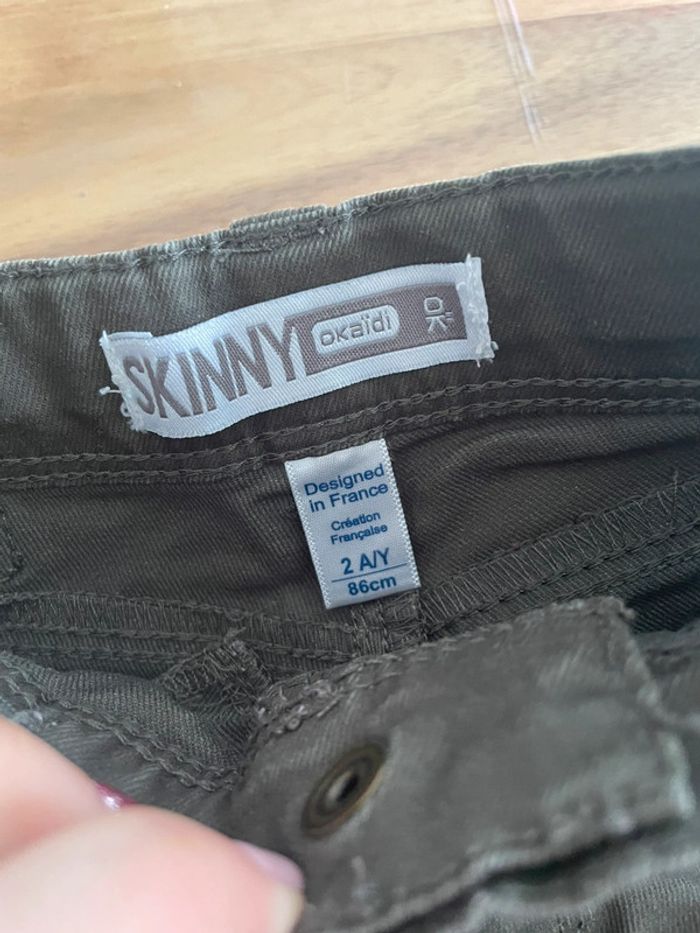 SKINNY okaïdi OK
Designed
in France
Création
Française
2 A/Y
86cm